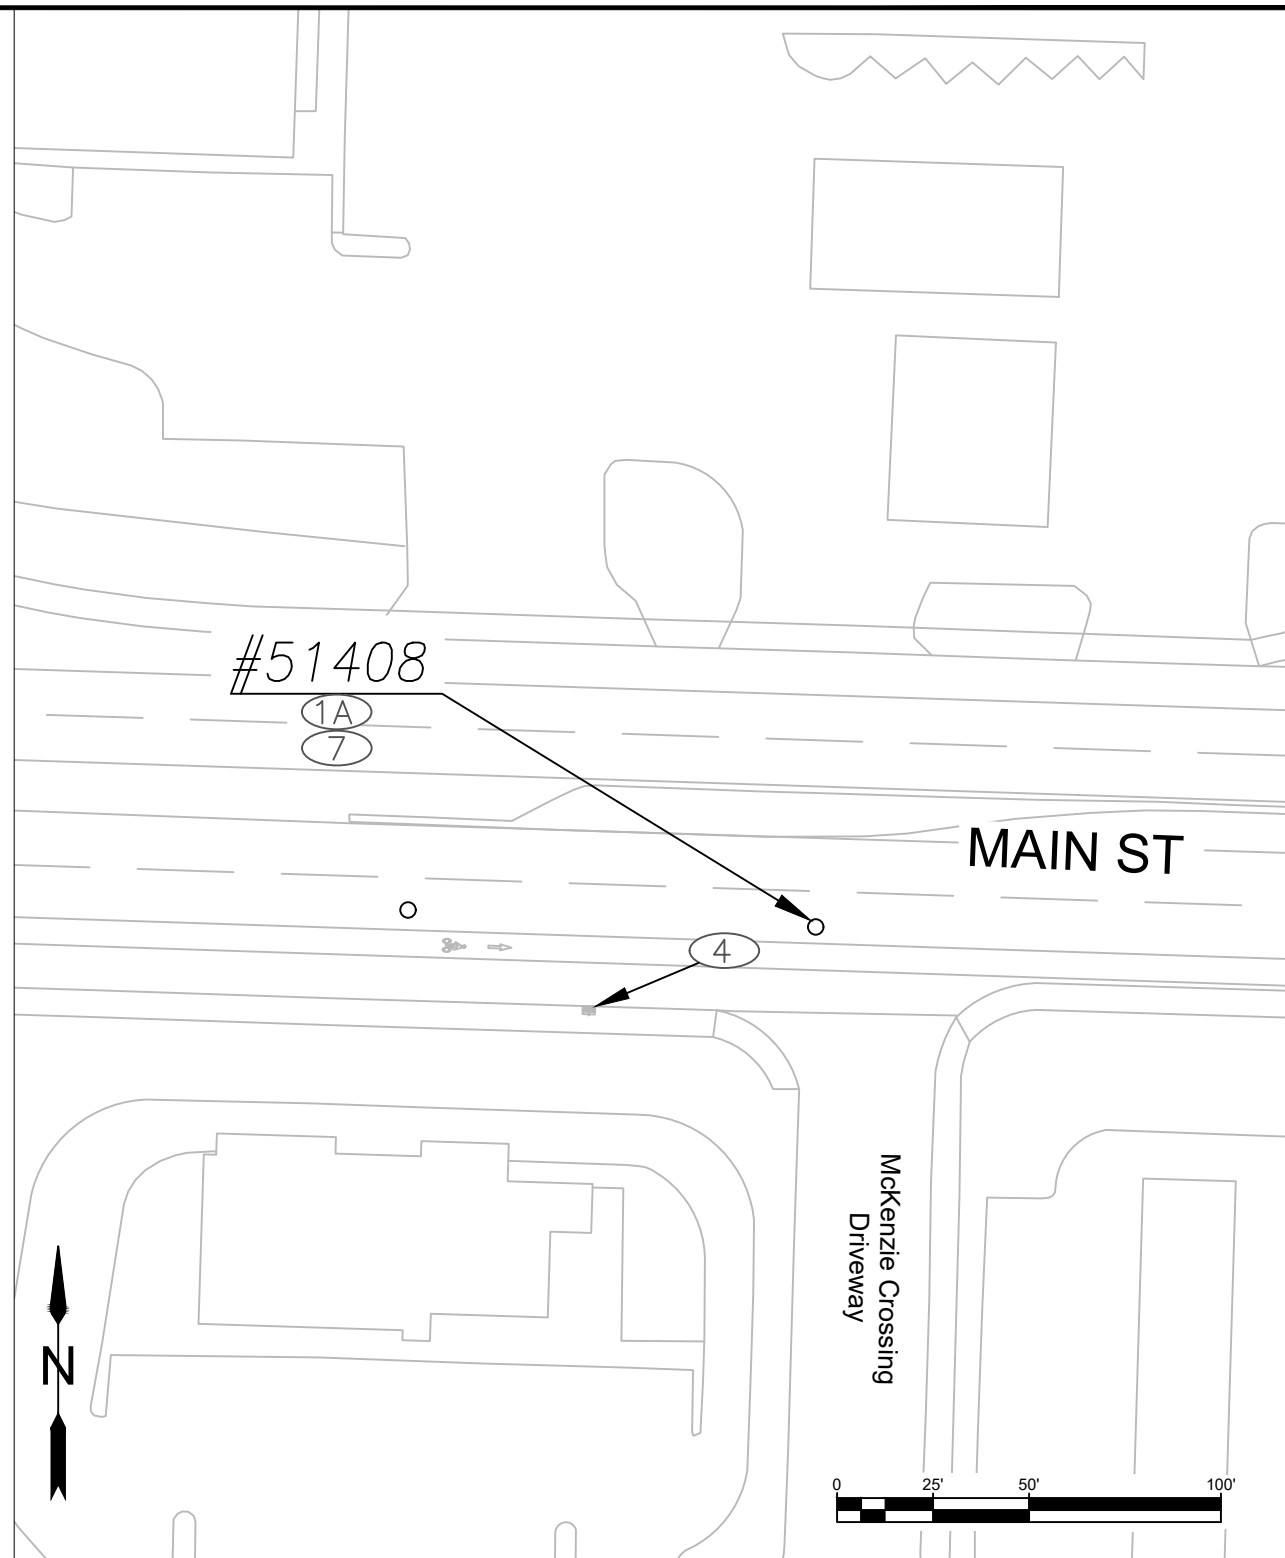 #51408
1A
7
MAIN ST
4
McKenzie Crossing
Driveway
N
0 25' 50' 100'